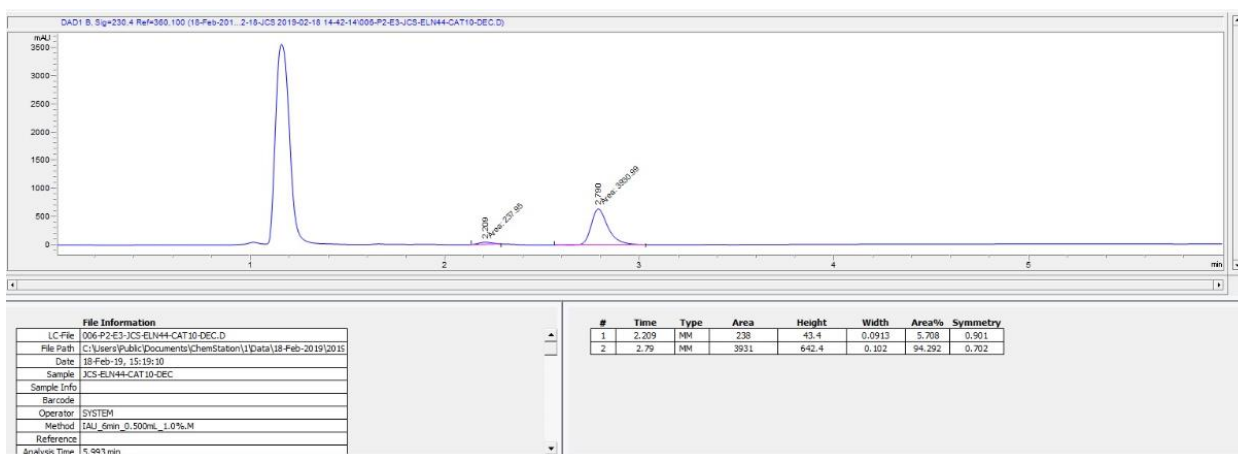 DAD1 B, Sig=230,4 Ref=360,100 (18-Feb-201...2-18-JCS 2019-02-18 14-42-14\006-P2-E3-JCS-ELN44-CAT10-DEC.D)
mAU
3500
3000
2500
2000
1500
1000
500
0
2.209
Area: 237.95
2.790
Area: 3930.99
1 2 3 4 5 min
File Information
LC-File 006-P2-E3-JCS-ELN44-CAT10-DEC.D
File Path C:\Users\Public\Documents\ChemStation\1\Data\18-Feb-2019\2019
Date 18-Feb-19, 15:19:10
Sample JCS-ELN44-CAT10-DEC
Sample Info
Barcode
Operator SYSTEM
Method IAU_6min_0.500mL_1.0%.M
Reference
Analysis Time 5.993 min
# Time Type Area Height Width Area% Symmetry
1 2.209 MM 238 43.4 0.0913 5.708 0.901
2 2.79 MM 3931 642.4 0.102 94.292 0.702